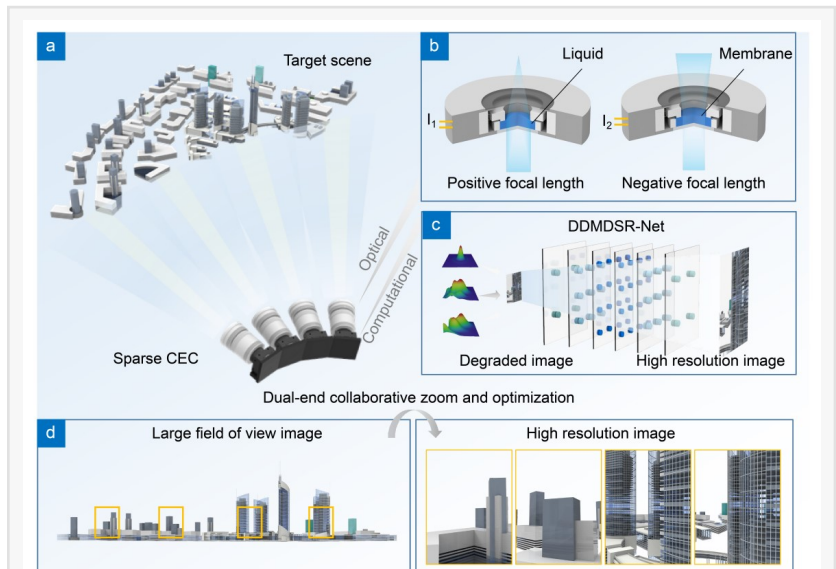 a
Target scene
Optical
Computational
Sparse CEC
b
Liquid
Membrane
I1
I2
Positive focal length
Negative focal length
c
DDMDSR-Net
Degraded image
High resolution image
Dual-end collaborative zoom and optimization
d
Large field of view image
High resolution image